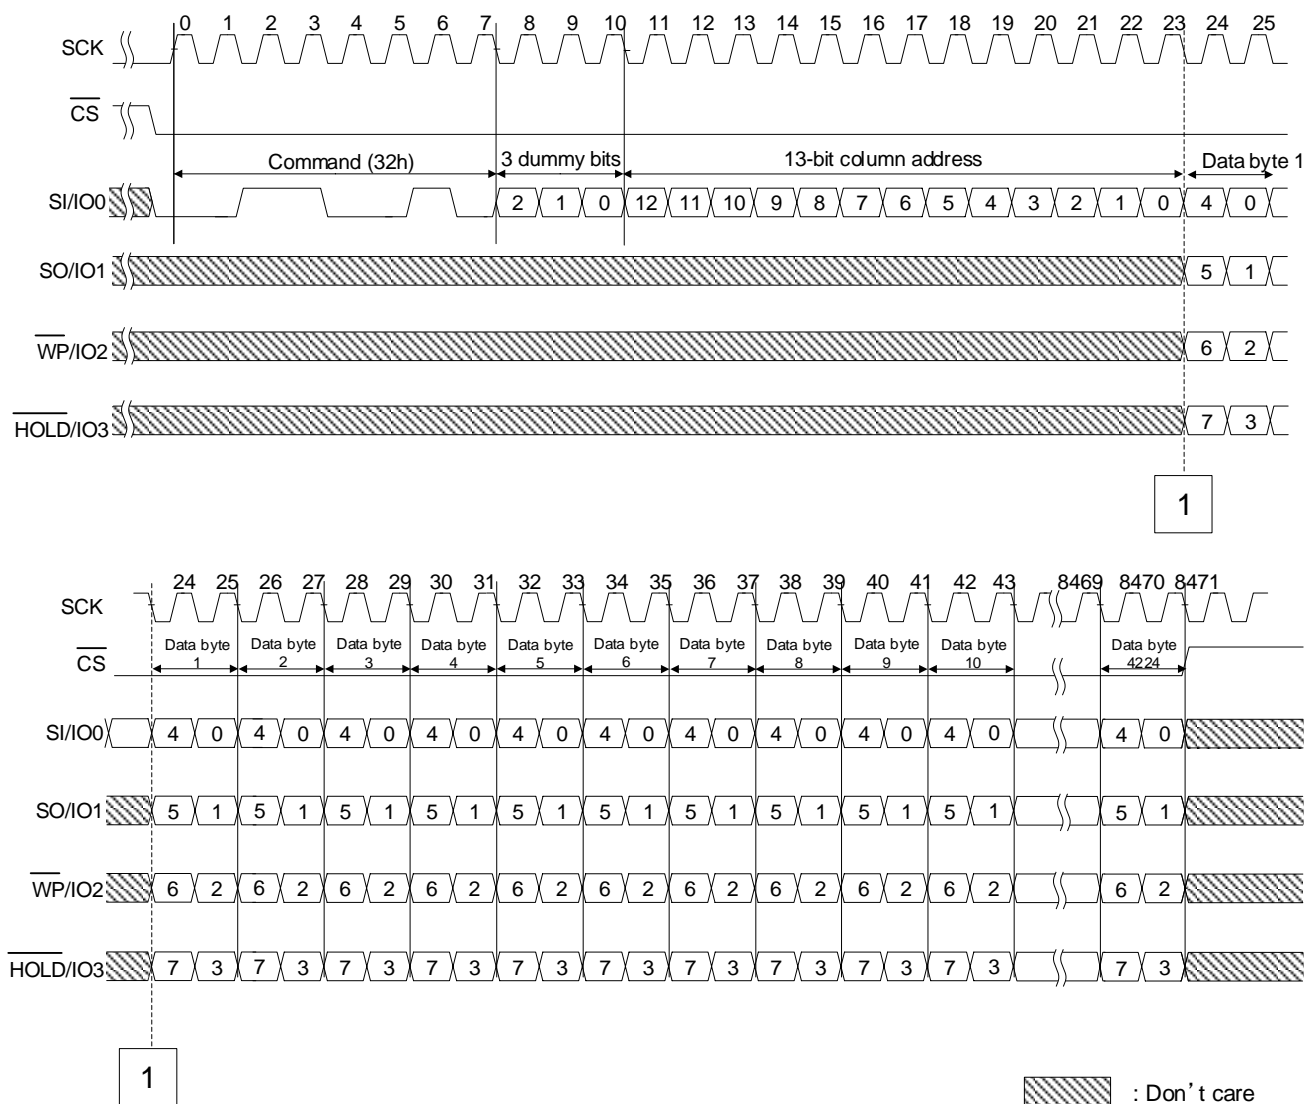 0 1 2 3 4 5 6 7 8 9 10 11 12 13 14 15 16 17 18 19 20 21 22 23 24 25
SCK
CS
Command (32h) 3 dummy bits 13-bit column address Data byte 1
SI/IO0 2 1 0 12 11 10 9 8 7 6 5 4 3 2 1 0 4 0
SO/IO1 5 1
WP/IO2 6 2
HOLD/IO3 7 3
1
24 25 26 27 28 29 30 31 32 33 34 35 36 37 38 39 40 41 42 43 8469 8470 8471
SCK
Data byte Data byte Data byte Data byte Data byte Data byte Data byte Data byte Data byte Data byte Data byte
CS 1 2 3 4 5 6 7 8 9 10 4224
SI/IO0 4 0 4 0 4 0 4 0 4 0 4 0 4 0 4 0 4 0 4 0 4 0
SO/IO1 5 1 5 1 5 1 5 1 5 1 5 1 5 1 5 1 5 1 5 1 5 1
WP/IO2 6 2 6 2 6 2 6 2 6 2 6 2 6 2 6 2 6 2 6 2 6 2
HOLD/IO3 7 3 7 3 7 3 7 3 7 3 7 3 7 3 7 3 7 3 7 3 7 3
1
: Don't care